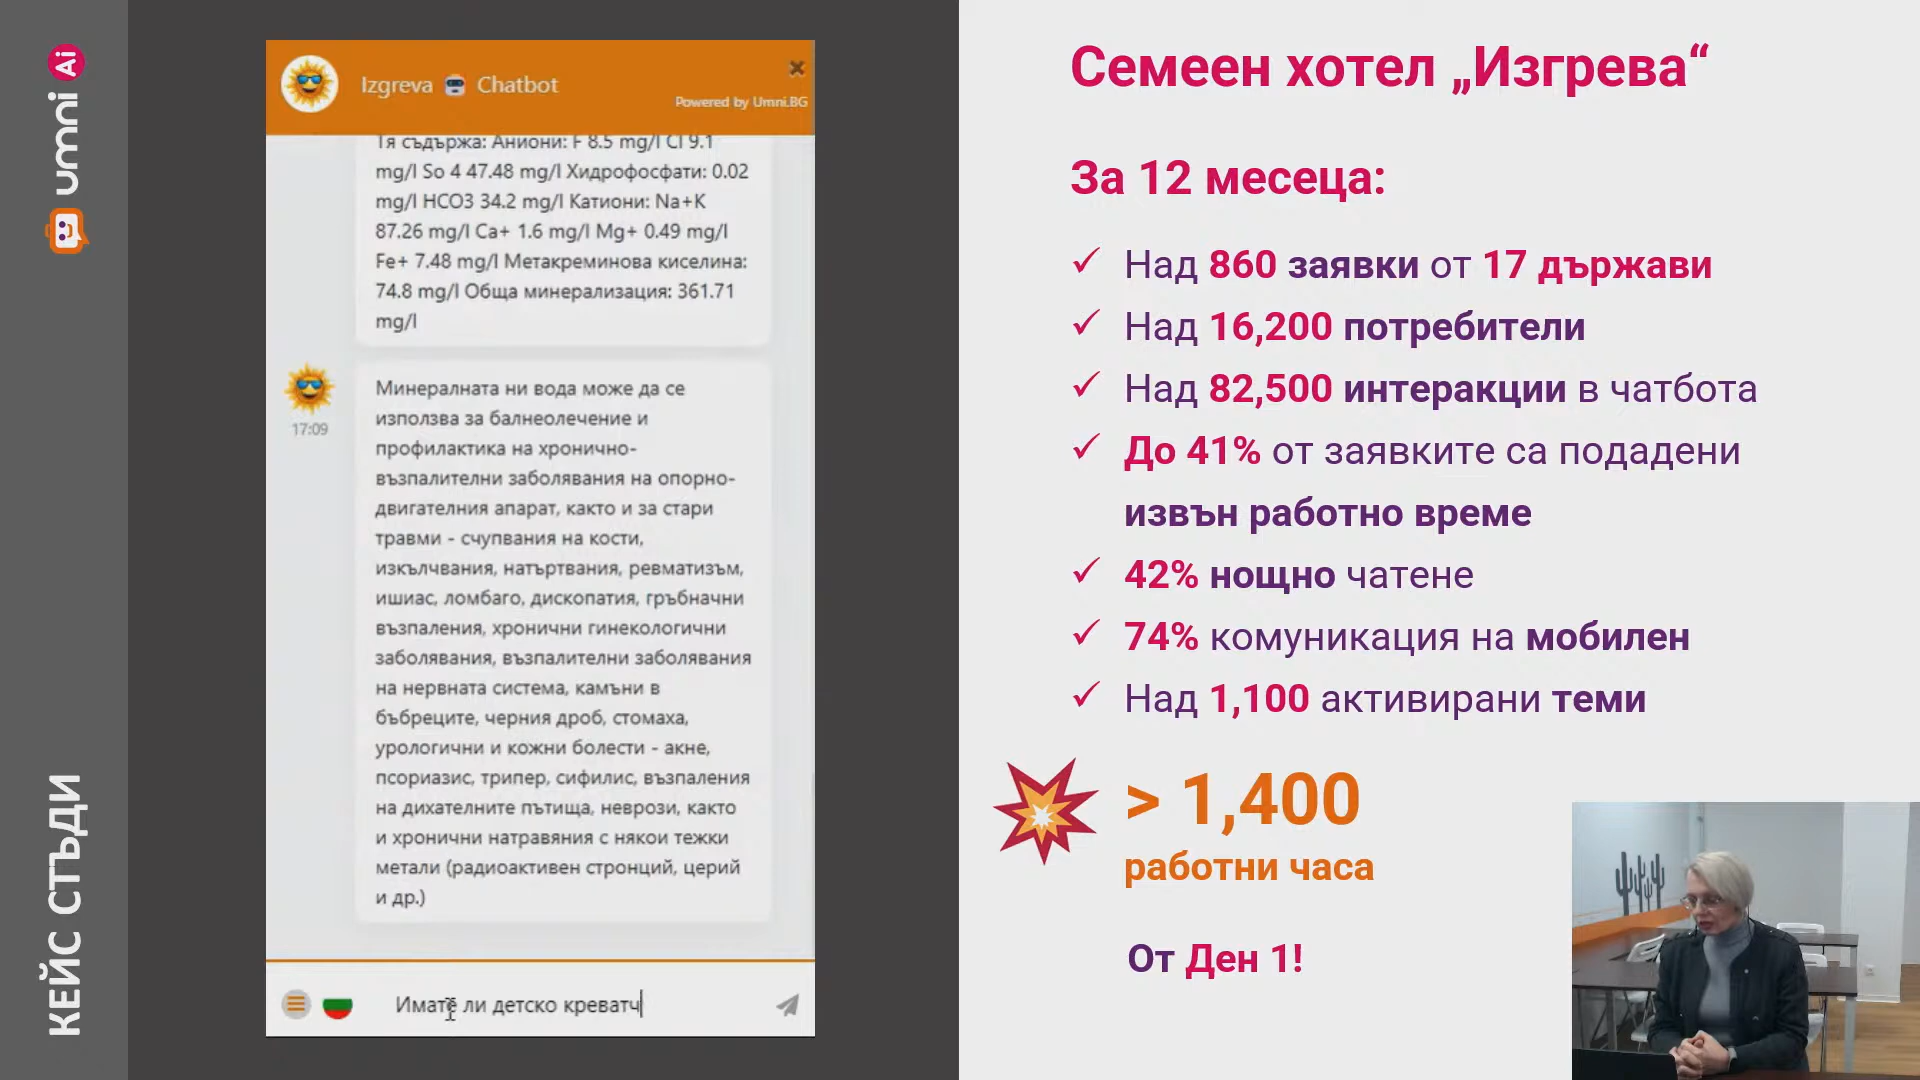 umni Ai
КЕЙС СТЪДИ
Izgreva Chatbot
Powered by Umni.BG
Тя съдържа: Аниони: F 8.5 mg/l Cl 9.1
mg/l So 4 47.48 mg/l Хидрофосфати: 0.02
mg/l HCO3 34.2 mg/l Катиони: Na+K
87.26 mg/l Ca+ 1.6 mg/l Mg+ 0.49 mg/l
Fe+ 7.48 mg/l Метакреминова киселина:
74.8 mg/l Обща минерализация: 361.71
mg/l
Минералната ни вода може да се
използва за балнеолечение и
профилактика на хронично-
възпалителни заболявания на опорно-
двигателния апарат, както и за стари
травми - счупвания на кости,
изкълчвания, натъртвания, ревматизъм,
ишиас, ломбаго, дископатия, гръбначни
възпаления, хронични гинекологични
заболявания, възпалителни заболявания
на нервната система, камъни в
бъбреците, черния дроб, стомаха,
урологични и кожни болести - акне,
псориазис, трипер, сифилис, възпаления
на дихателните пътища, неврози, както
и хронични натравяния с някои тежки
метали (радиоактивен стронций, церий
и др.)
17:09
Имате ли детско креватч
Семеен хотел „Изгрева“
За 12 месеца:
Над 860 заявки от 17 държави
Над 16,200 потребители
Над 82,500 интеракции в чатбота
До 41% от заявките са подадени
извън работно време
42% нощно чатене
74% комуникация на мобилен
Над 1,100 активирани теми
> 1,400
работни часа
От Ден 1!